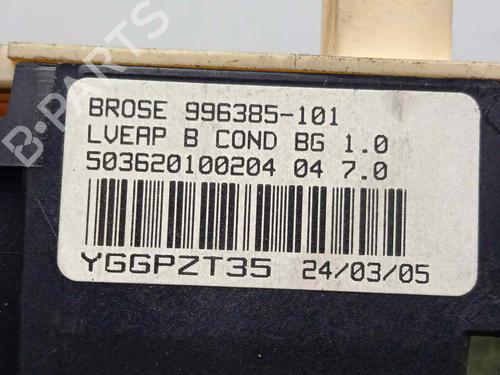 BROSE 996385-101
LVEAP B COND BG 1.0
503620100204 04 7.0
YGGPZT35 24/03/05
B-PARTS